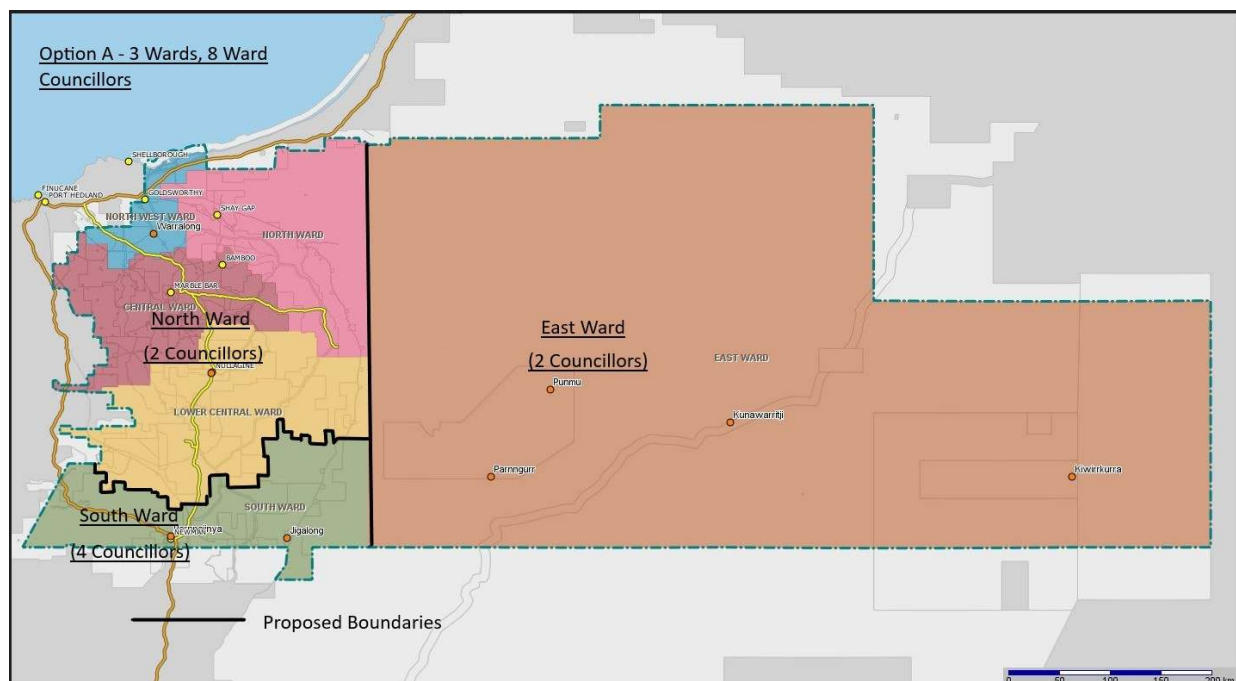 Option A - 3 Wards, 8 Ward
Councillors
SHELLBOROUGH
FINUCANE
PORT HEDLAND
GOLDSWORTHY
NORTH WEST WARD
SHAY GAP
Warralong
NORTH WARD
BAMBOO
MARBLE BAR
CENTRAL WARD
North Ward
(2 Councillors)
NULLAGINE
LOWER CENTRAL WARD
East Ward
(2 Councillors)
EAST WARD
Punmu
Kunawarritji
Parnngurr
Kiwirrkurra
SOUTH WARD
South Ward
(4 Councillors)
Jigalong
Proposed Boundaries
0 50 100 150 200 km